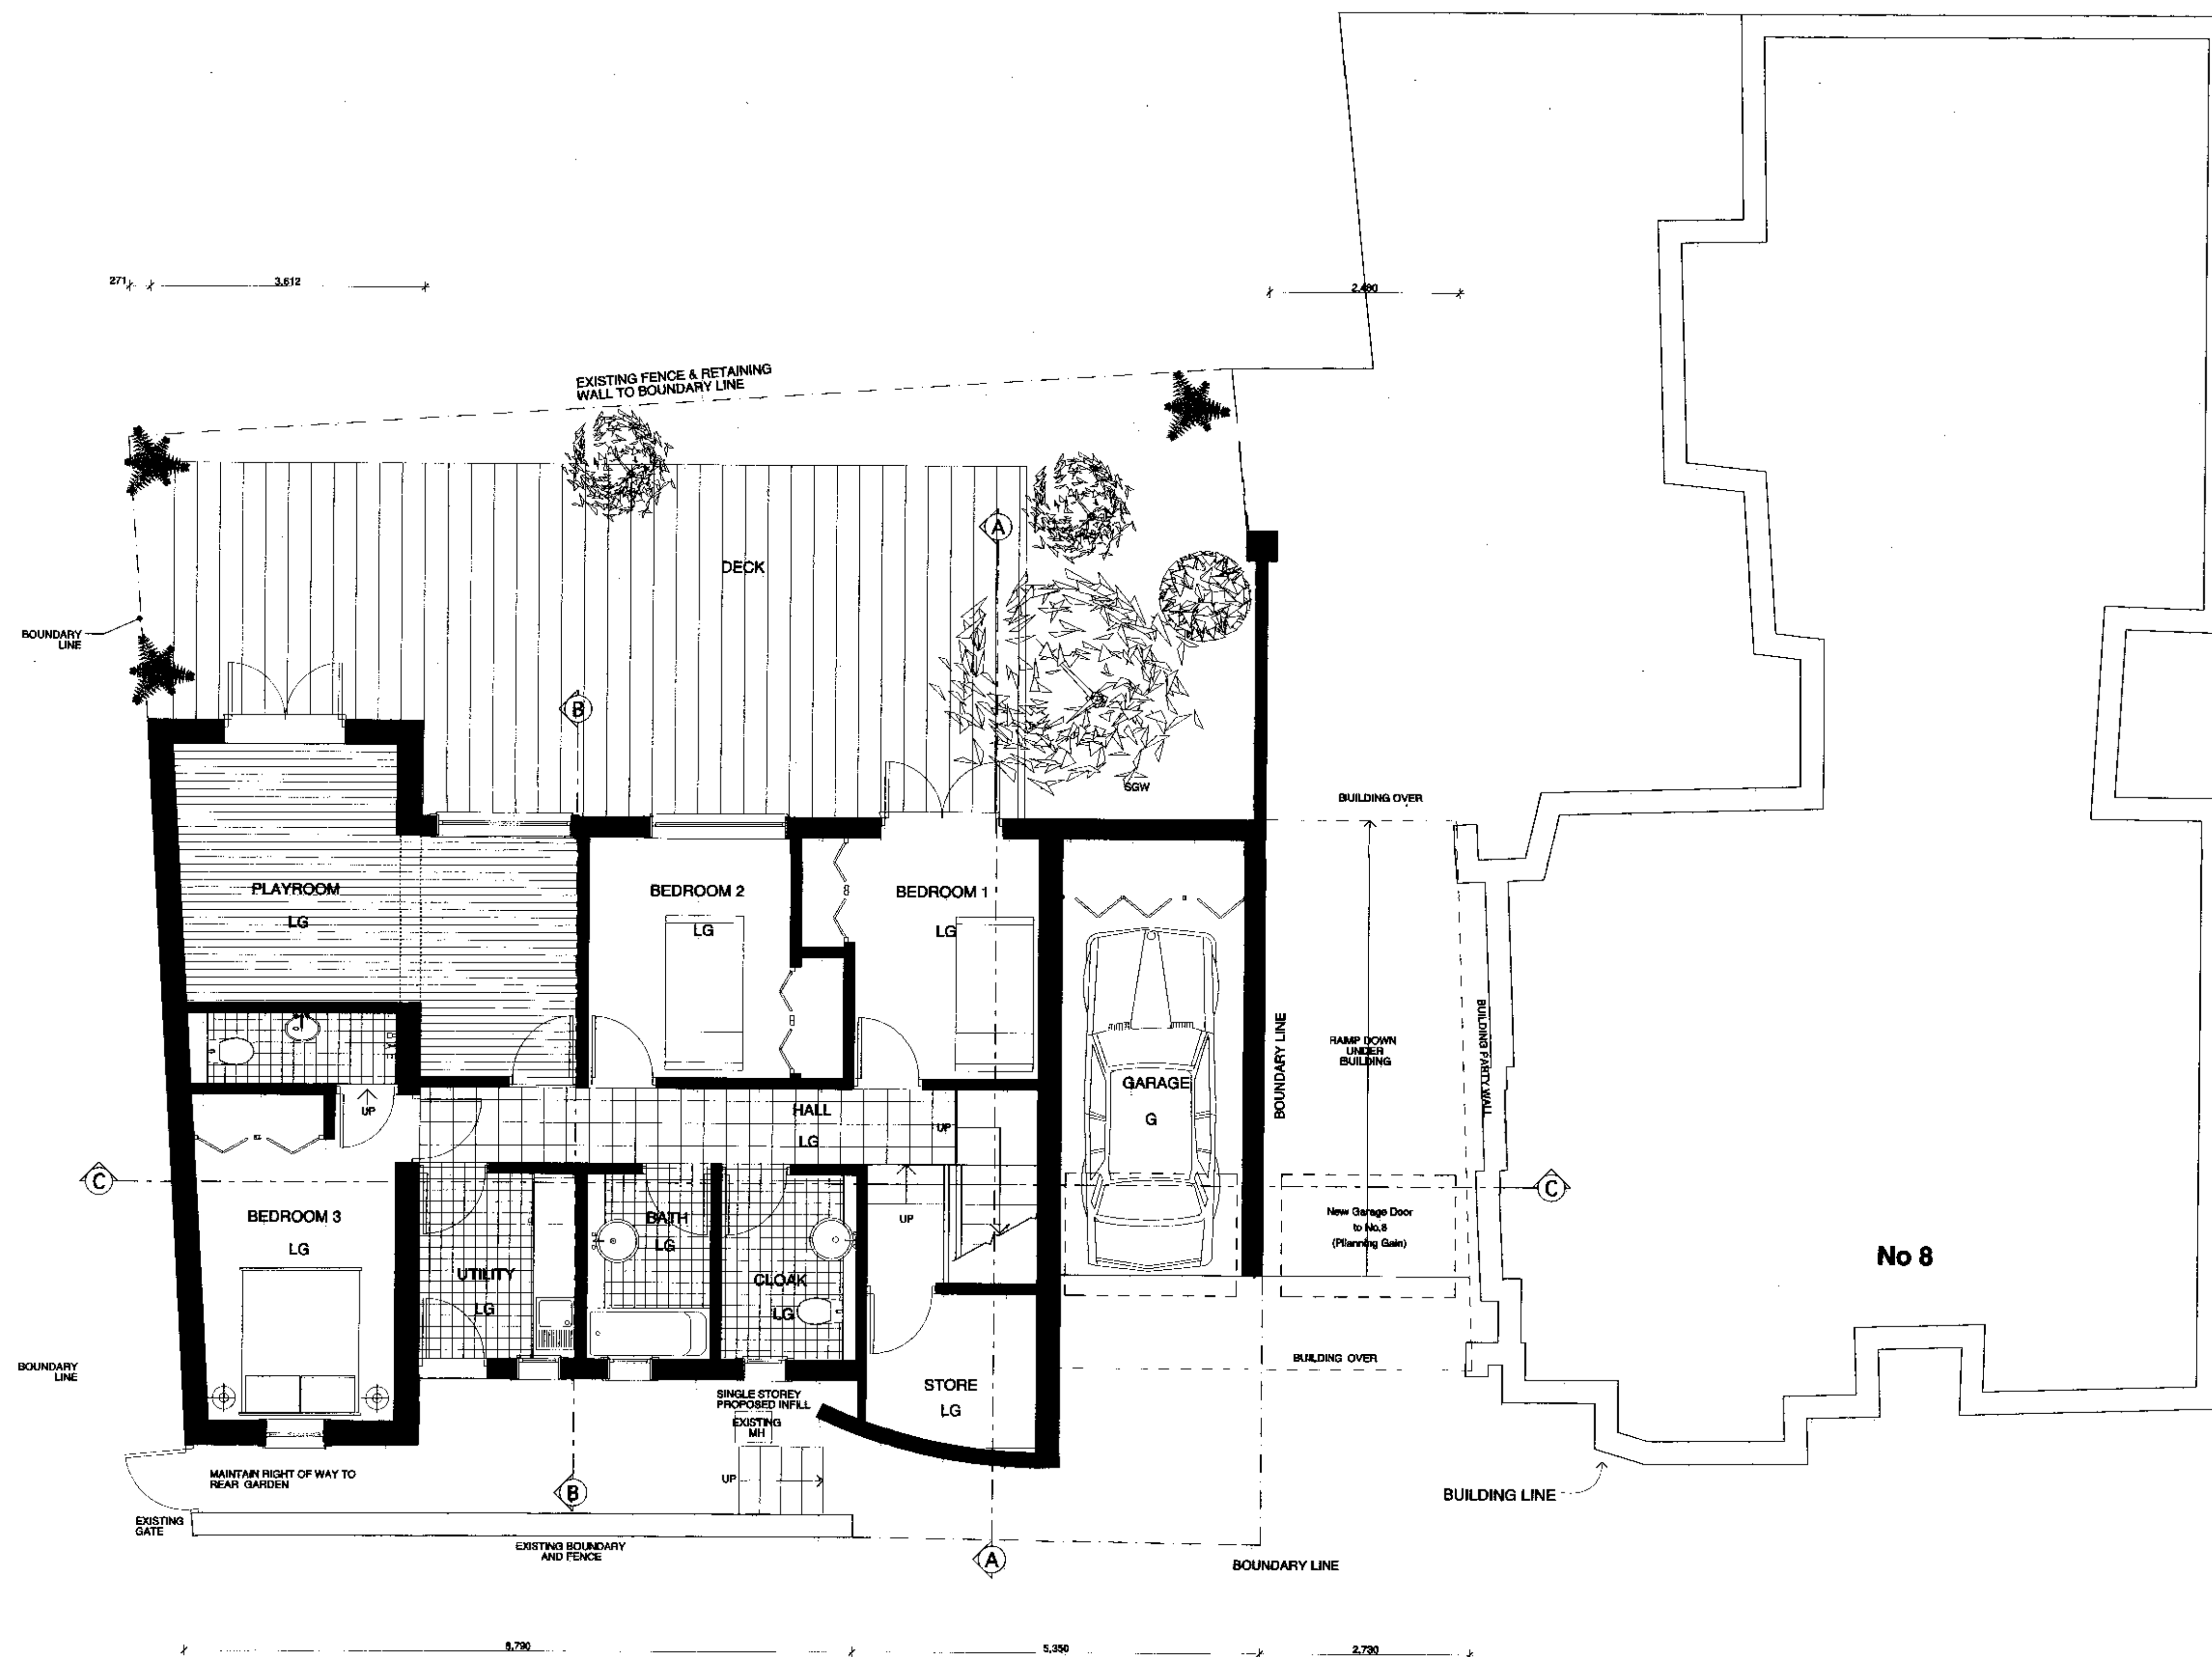 271
3.612
2.490
EXISTING FENCE & RETAINING
WALL TO BOUNDARY LINE
A
DECK
BOUNDARY
LINE
B
SGW
BUILDING OVER
PLAYROOM
LG
BEDROOM 2
LG
BEDROOM 1
LG
BOUNDARY LINE
RAMP DOWN
UNDER
BUILDING
BUILDING PARTY WALL
GARAGE
G
UP
HALL
LG
UP
C
C
BEDROOM 3
LG
BATH
LG
UP
New Garage Door
to No.8
(Planning Gain)
No 8
UTILITY
LG
CLOAK
LG
BOUNDARY
LINE
BUILDING OVER
STORE
LG
SINGLE STOREY
PROPOSED INFILL
EXISTING
MH
UP
MAINTAIN RIGHT OF WAY TO
REAR GARDEN
B
BUILDING LINE
EXISTING
GATE
EXISTING BOUNDARY
AND FENCE
A
BOUNDARY LINE
5,350
2,730